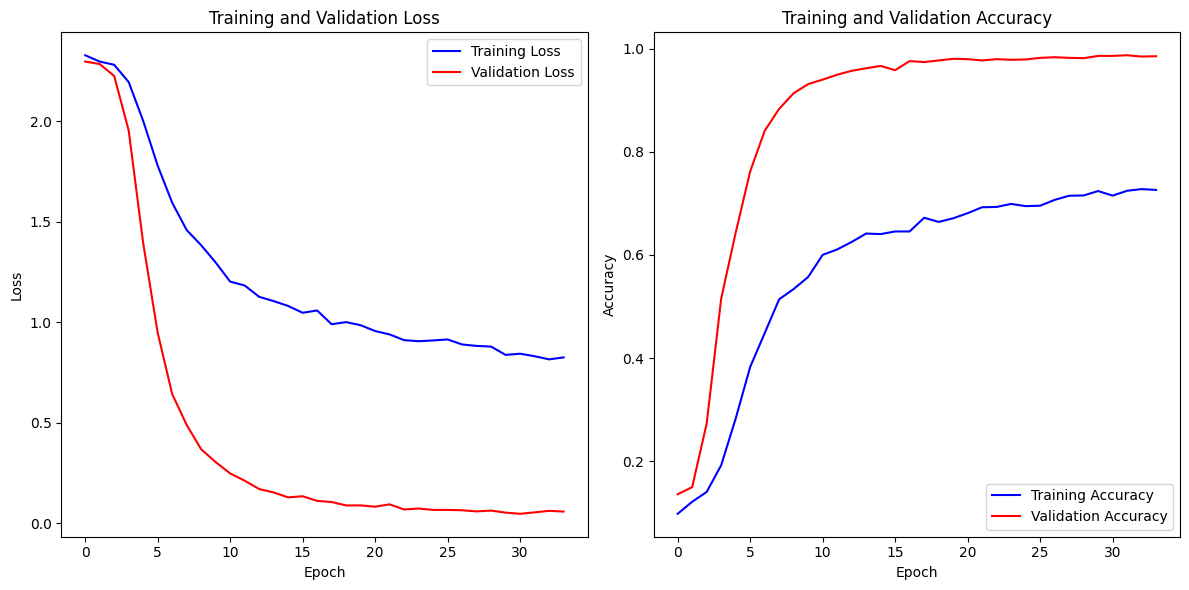 Training and Validation Loss
Training Loss
Validation Loss
Loss
2.0
1.5
1.0
0.5
0.0
0 5 10 15 20 25 30
Epoch
Training and Validation Accuracy
Accuracy
1.0
0.8
0.6
0.4
0.2
Training Accuracy
Validation Accuracy
0 5 10 15 20 25 30
Epoch